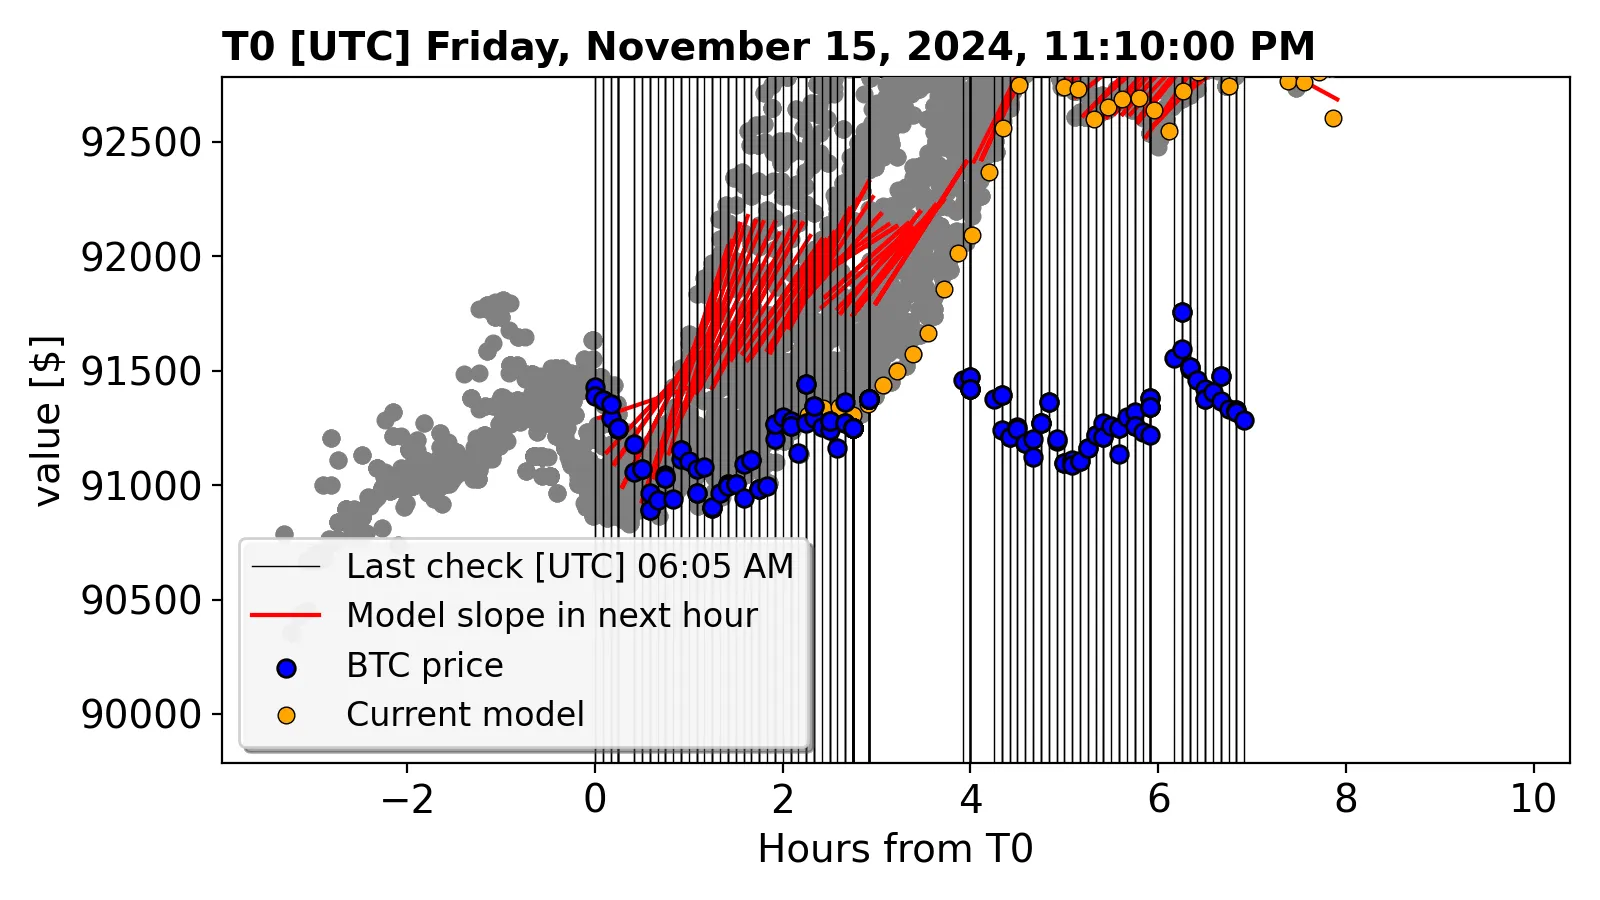 T0 [UTC] Friday, November 15, 2024, 11:10:00 PM
value [$]
92500
92000
91500
91000
90500
90000
Last check [UTC] 06:05 AM
Model slope in next hour
BTC price
Current model
−2 0 2 4 6 8 10
Hours from T0